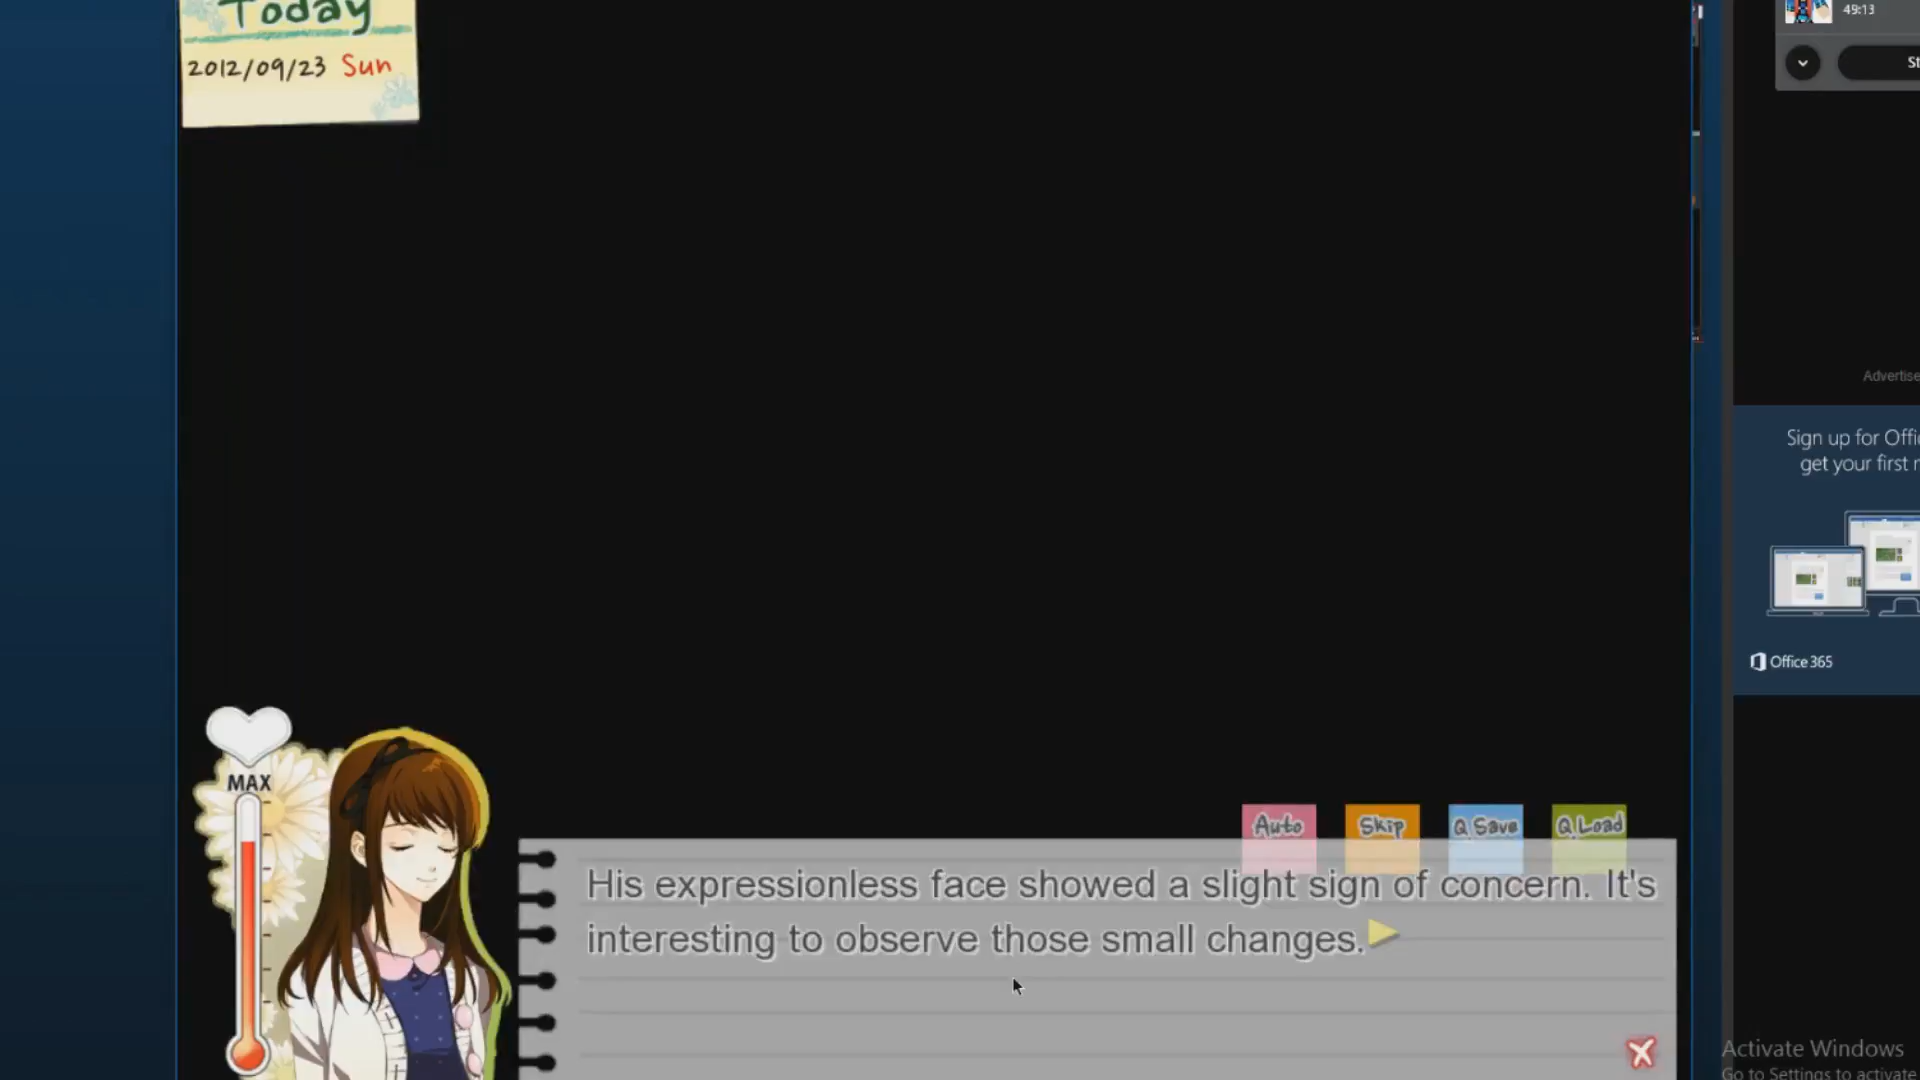 Today
2012/09/23 Sun
49:13
St
Advertise
Sign up for Offi
get your first
Office 365
MAX
Auto
Skip
Q Save
Q Load
His expressionless face showed a slight sign of concern. It's
interesting to observe those small changes.
Activate Windows
Go to Settings to activate